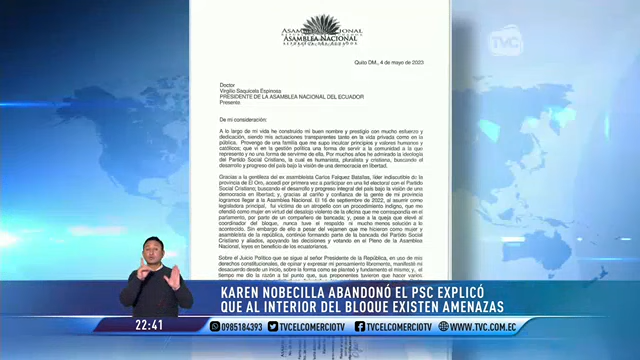 ASAMBLEA NACIONAL
REPÚBLICA DEL ECUADOR
TVC
Quito DM., 4 de mayo de 2023
Doctor
Virgilio Saquicela Espinosa
PRESIDENTE DE LA ASAMBLEA NACIONAL DEL ECUADOR
Presente
De mi consideración:
A lo largo de mi vida he construido mi buen nombre y prestigio con mucho esfuerzo y
dedicación, siendo mis actuaciones transparentes tanto en la vida privada como en la
pública. Provengo de una familia que me supo inculcar principios y valores humanos y
católicos; que vi en la gestión política una forma de servir a la comunidad a la que
represento y no una forma de servirme de ella. Por muchos años he admirado la ideología
del Partido Social Cristiano, la cual es humanista, pluralista y cristiana, buscando el
desarrollo y progreso del país bajo la visión de una democracia en libertad.
Gracias a la gentileza del ex asambleísta Carlos Falquez Batallas, líder indiscutible de la
provincia de El Oro, accedí por primera vez a participar en una lid electoral con el Partido
Social Cristiano; buscando el desarrollo y progreso integral del país bajo la visión de una
democracia en libertad; y, gracias al cariño y confianza de la gente de mi provincia
logramos llegar a la Asamblea Nacional. El 16 de septiembre de 2022, al asumir como
legisladora principal, fui víctima de un atropello con un procedimiento indigno, que me
ofendió como mujer en virtud del desalojo violento de la oficina que me correspondía en el
parlamento, por parte de un compañero de bancada, y pese a la queja que elevé al
coordinador del bloque, nunca tuve el respaldo ni mucho menos solución a lo
acontecido. Sin embargo de ello a pesar del vejamen que me hicieron como mujer y
asambleísta de la república, continúo formando parte de la bancada del Partido Social
Cristiano y aliados, apoyando las decisiones y votando en el Pleno de la Asamblea
Nacional, leyes en beneficio de los ecuatorianos.
Sobre el Juicio Político que se sigue al señor Presidente de la República, en uso de mis
derechos constitucionales, de opinar y expresar mi pensamiento libremente, manifesté mi
desacuerdo desde un inicio, sobre la forma como se planteó y fundamentó el mismo; y, al
tiempo me dio la razón a tal punto, que sus proponentes tuvieron que hacer varios
KAREN NOBECILLA ABANDONÓ EL PSC EXPLICÓ
QUE AL INTERIOR DEL BLOQUE EXISTEN AMENAZAS
22:41
0985184393
TVCELCOMERCIOTV
TVCELCOMERCIOTV
WWW.TVC.COM.EC